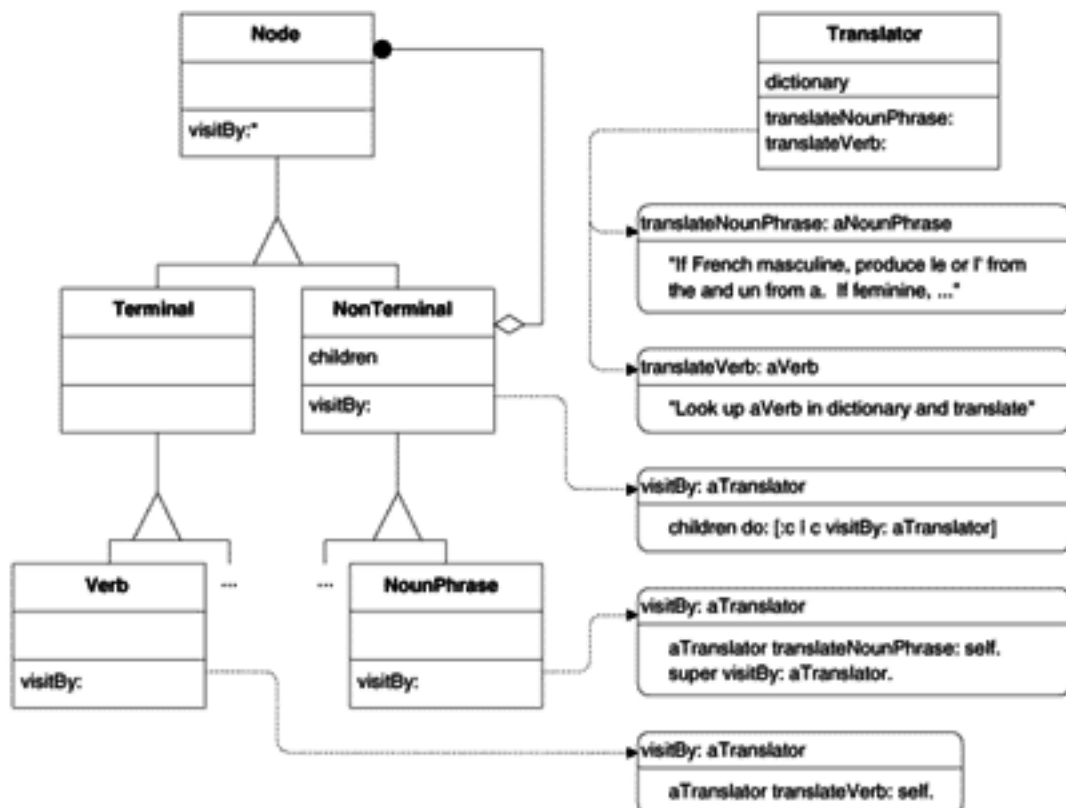 Node
visitBy:*
Translator
dictionary
translateNounPhrase:
translateVerb:
translateNounPhrase: aNounPhrase
"If French masculine, produce le or l' from
the and un from a.  If feminine, ..."
Terminal
NonTerminal
children
visitBy:
translateVerb: aVerb
"Look up aVerb in dictionary and translate"
visitBy: aTranslator
children do: [:c | c visitBy: aTranslator]
Verb
visitBy:
...
...
NounPhrase
visitBy:
visitBy: aTranslator
aTranslator translateNounPhrase: self.
super visitBy: aTranslator.
visitBy: aTranslator
aTranslator translateVerb: self.